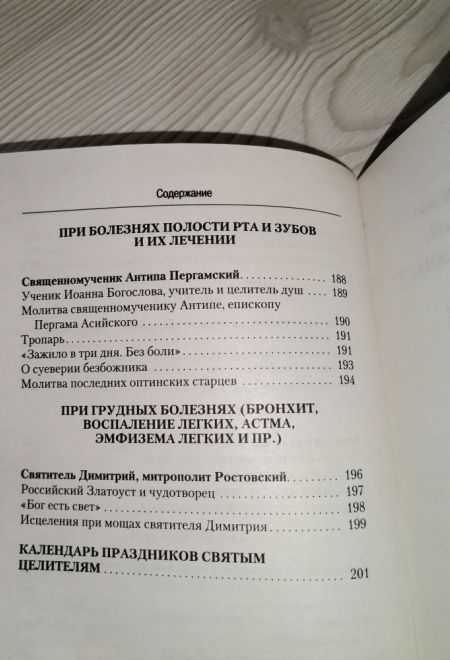 Содержание
ПРИ БОЛЕЗНЯХ ПОЛОСТИ РТА И ЗУБОВ
И ИХ ЛЕЧЕНИИ
Священномученик Антипа Пергамский. 188
Ученик Иоанна Богослова, учитель и целитель душ .... 189
Молитва священномученику Антипе, епископу
Пергама Асийского 190
Тропарь. 191
«Зажило в три дня. Без боли». 191
О суеверии безбожника 193
Молитва последних оптинских старцев 194
ПРИ ГРУДНЫХ БОЛЕЗНЯХ (БРОНХИТ,
ВОСПАЛЕНИЕ ЛЕГКИХ, АСТМА,
ЭМФИЗЕМА ЛЕГКИХ И ПР.)
Святитель Димитрий, митрополит Ростовский. 196
Российский Златоуст и чудотворец 197
«Бог есть свет» 198
Исцеления при мощах святителя Димитрия 199
КАЛЕНДАРЬ ПРАЗДНИКОВ СВЯТЫМ
ЦЕЛИТЕЛЯМ 201